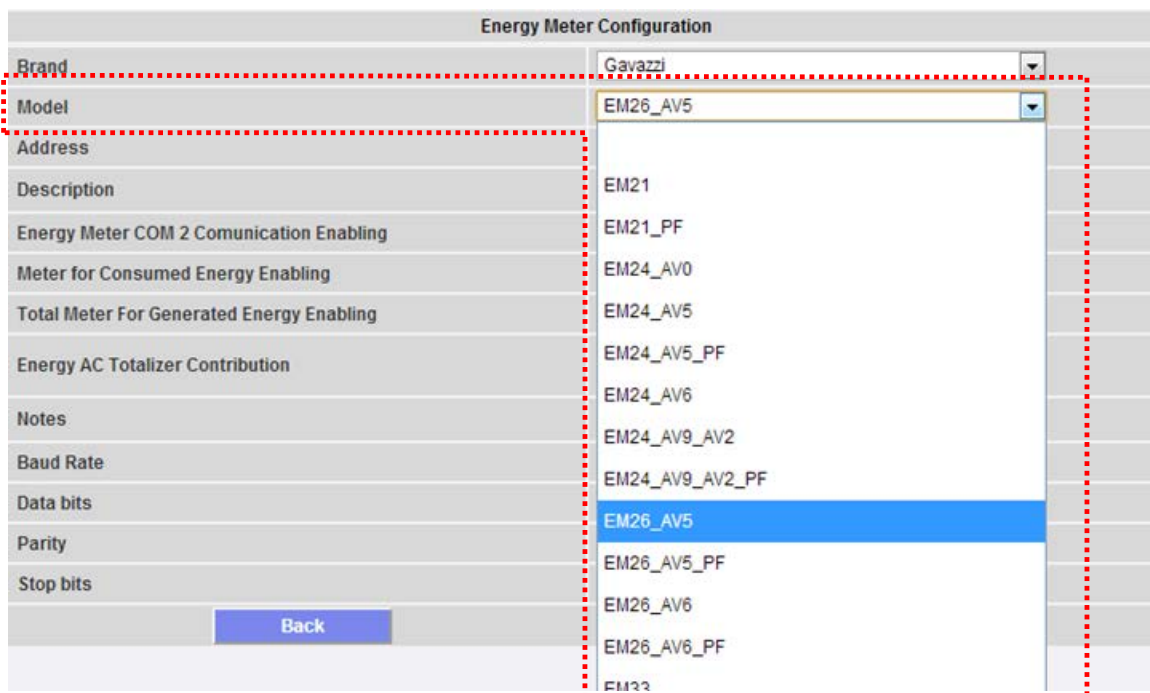 Energy Meter Configuration
Brand Gavazzi
Model EM26_AV5
Address
Description
Energy Meter COM 2 Comunication Enabling
Meter for Consumed Energy Enabling
Total Meter For Generated Energy Enabling
Energy AC Totalizer Contribution
Notes
Baud Rate
Data bits
Parity
Stop bits
Back
EM21
EM21_PF
EM24_AV0
EM24_AV5
EM24_AV5_PF
EM24_AV6
EM24_AV9_AV2
EM24_AV9_AV2_PF
EM26_AV5
EM26_AV5_PF
EM26_AV6
EM26_AV6_PF
EM33